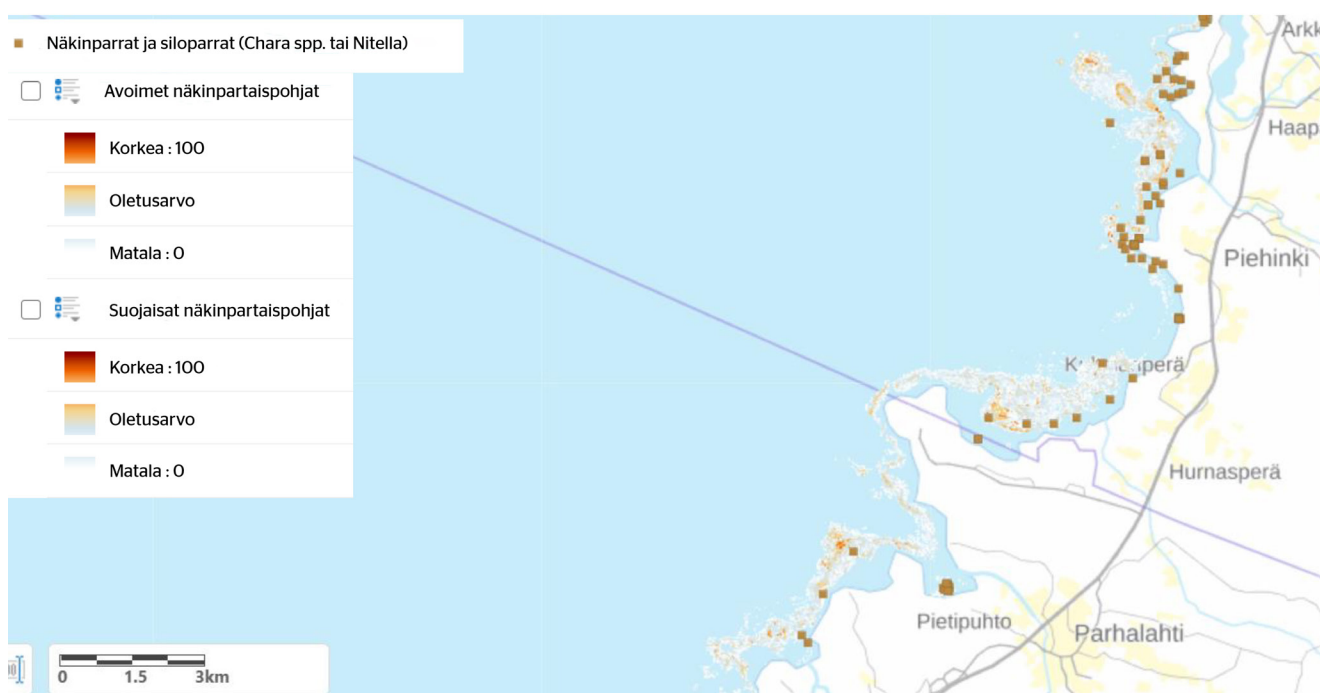 Näkinparrat ja siloparrat (Chara spp. tai Nitella)
Avoimet näkinpartaispohjat
Korkea : 100
Oletusarvo
Matala : 0
Suojaisat näkinpartaispohjat
Korkea : 100
Oletusarvo
Matala : 0
Arkk
Haap
Piehinki
Hurnasperä
Pietipuhto
Parhalahti
0 1.5 3km